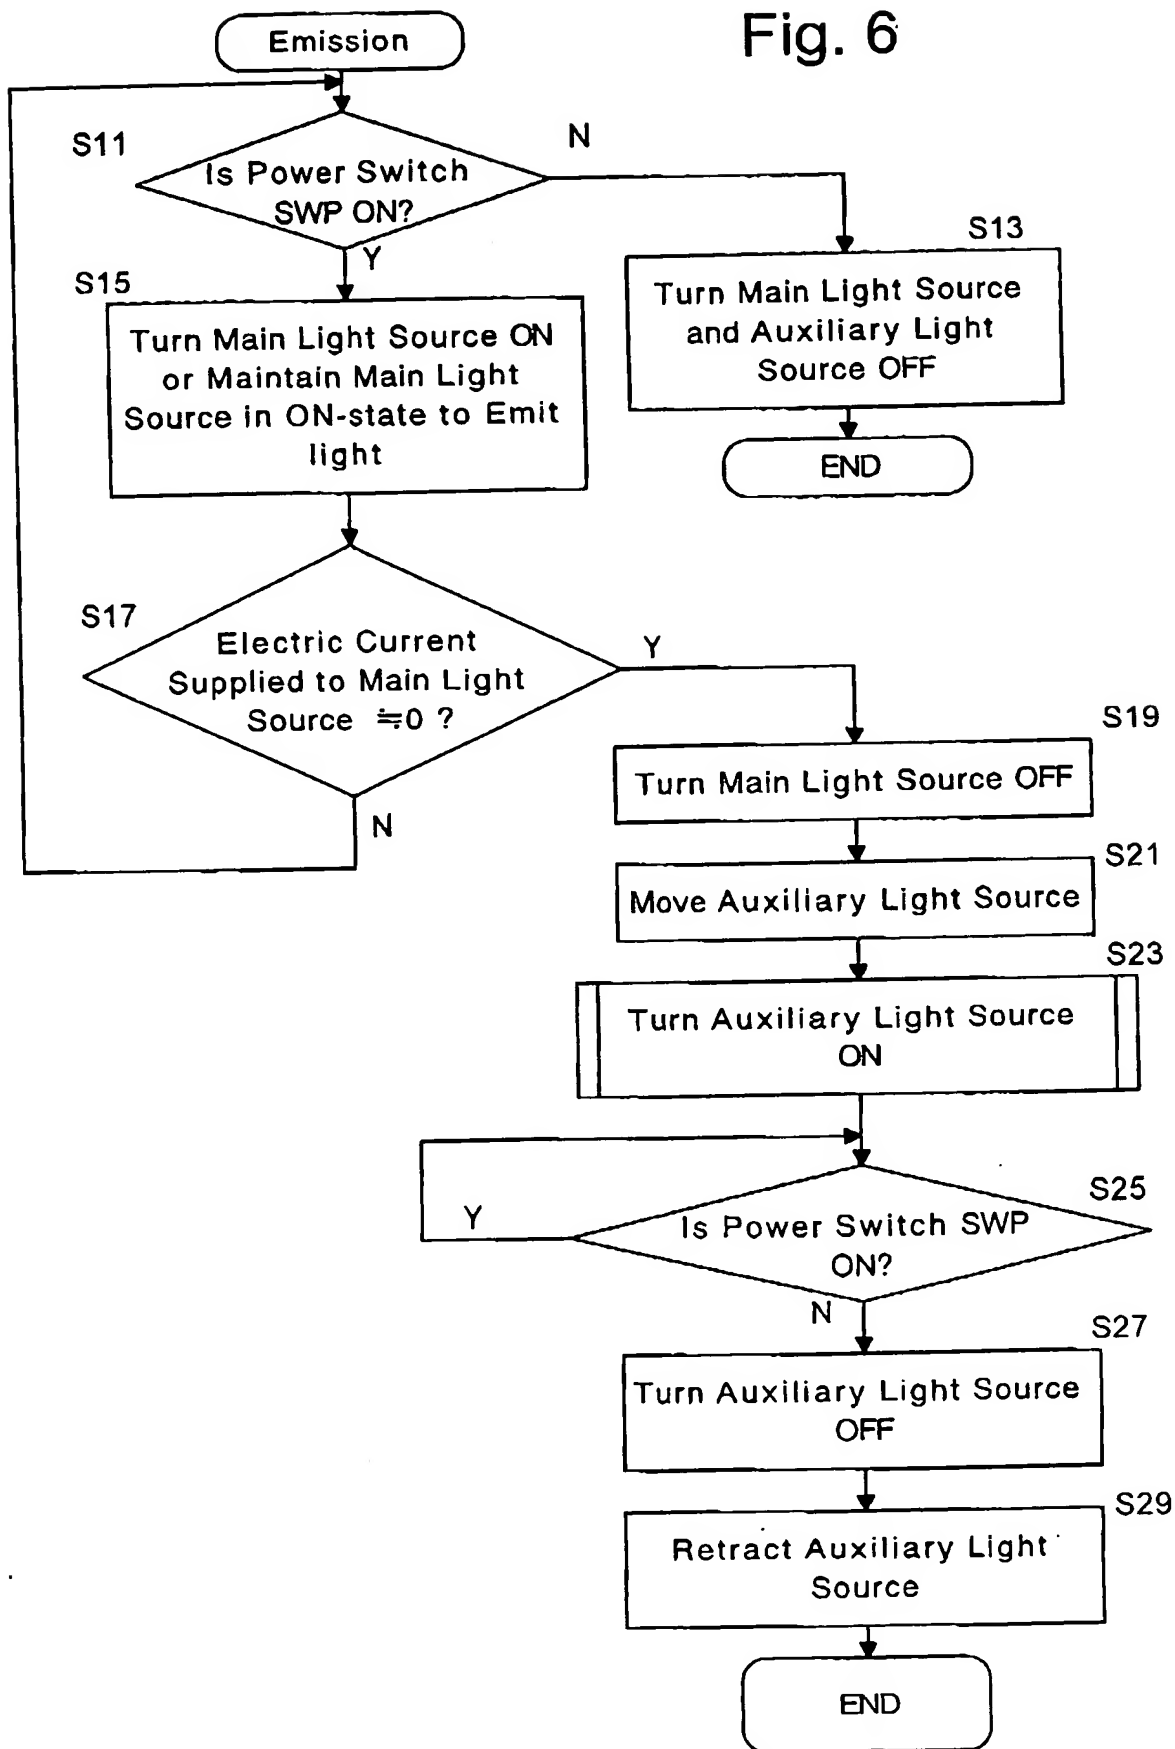 Fig. 6
Emission
S11
Is Power Switch
SWP ON?
N
Y
S13
Turn Main Light Source
and Auxiliary Light
Source OFF
END
S15
Turn Main Light Source ON
or Maintain Main Light
Source in ON-state to Emit
light
S17
Electric Current
Supplied to Main Light
Source ≒0 ?
Y
N
S19
Turn Main Light Source OFF
S21
Move Auxiliary Light Source
S23
Turn Auxiliary Light Source
ON
S25
Is Power Switch SWP
ON?
Y
N
S27
Turn Auxiliary Light Source
OFF
S29
Retract Auxiliary Light
Source
END